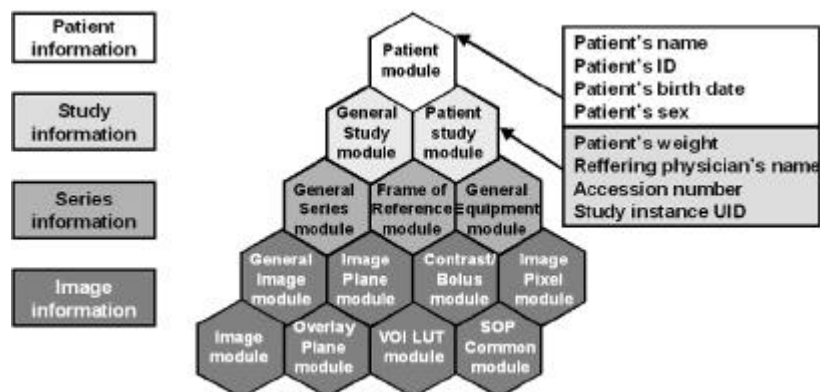 Patient
information
Study
information
Series
information
Image
information
Patient
module
General
Study
module
Patient
study
module
General
Series
module
Frame of
Reference
module
General
Equipment
module
General
Image
module
Image
Plane
module
Contrast/
Bolus
module
Image
Pixel
module
Image
module
Overlay
Plane
module
VOI LUT
module
SOP
Common
module
Patient's name
Patient's ID
Patient's birth date
Patient's sex
Patient's weight
Reffering physician's name
Accession number
Study instance UID